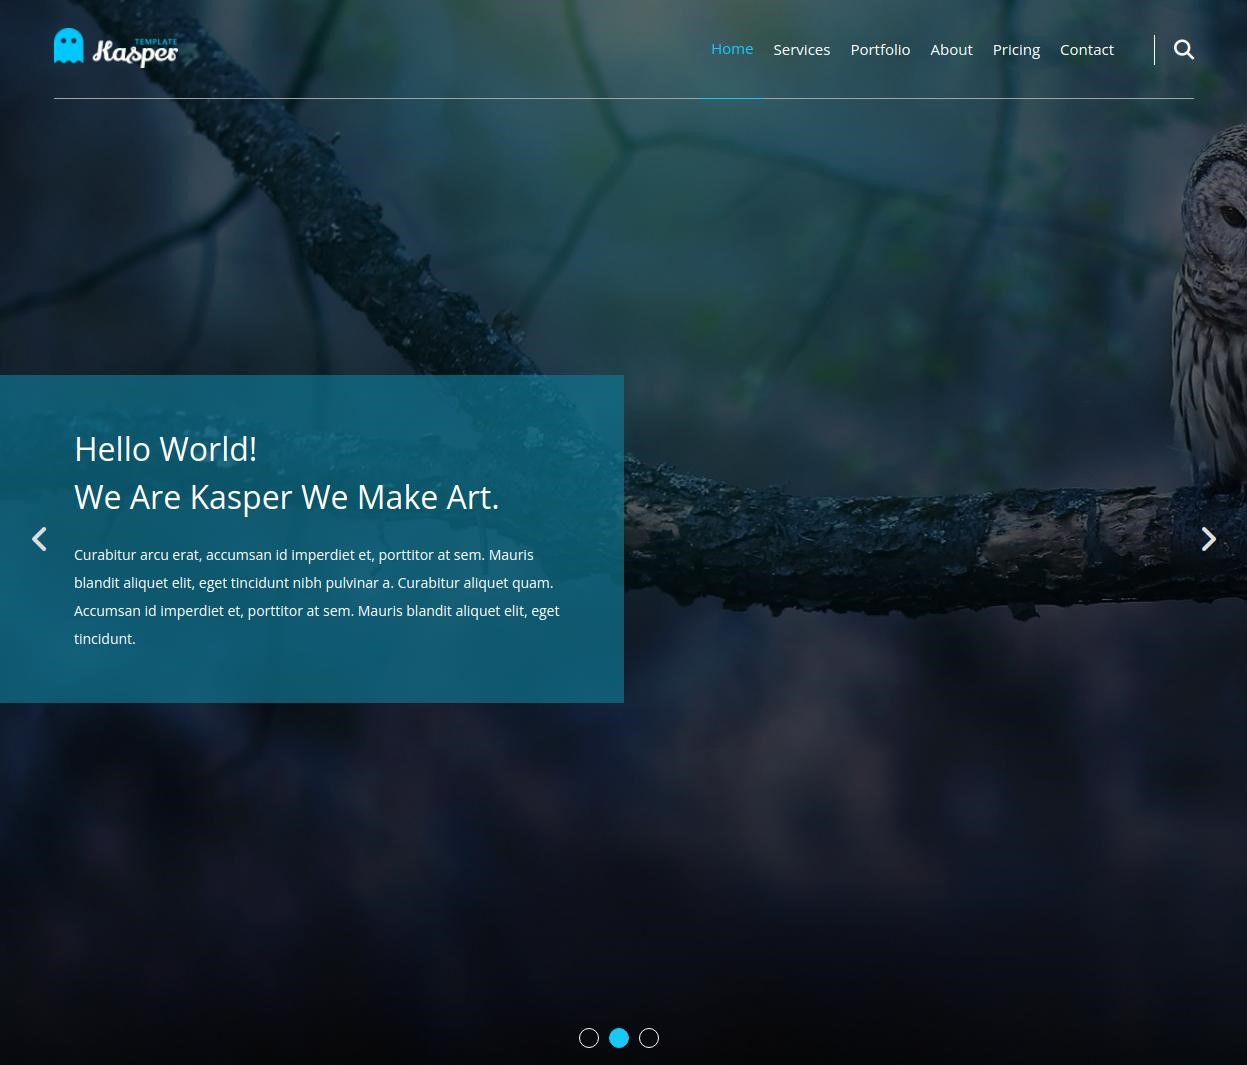 TEMPLATE
Kasper
Home
Services
Portfolio
About
Pricing
Contact
Hello World!
We Are Kasper We Make Art.
Curabitur arcu erat, accumsan id imperdiet et, porttitor at sem. Mauris
blandit aliquet elit, eget tincidunt nibh pulvinar a. Curabitur aliquet quam.
Accumsan id imperdiet et, porttitor at sem. Mauris blandit aliquet elit, eget
tincidunt.